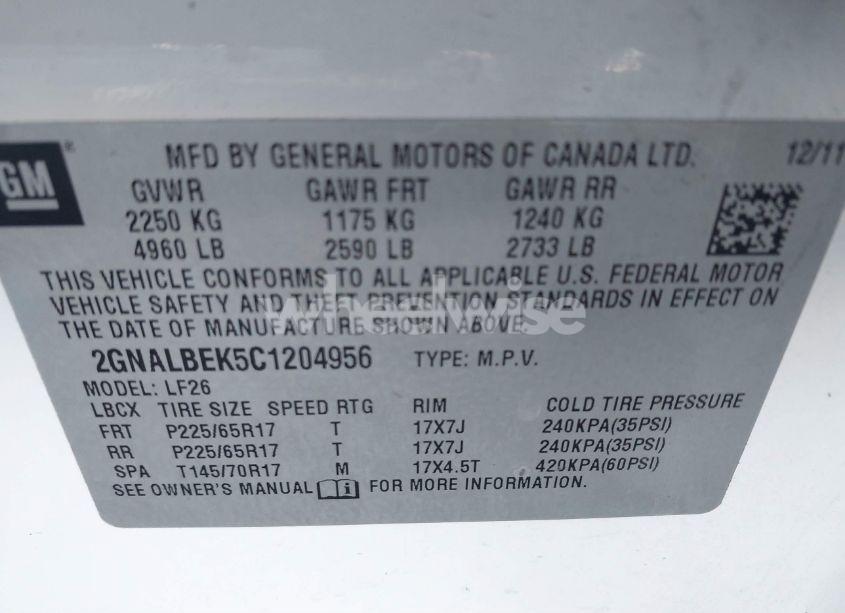 GM®
MFD BY GENERAL MOTORS OF CANADA LTD. 12/11
GVWR GAWR FRT GAWR RR
2250 KG 1175 KG 1240 KG
4960 LB 2590 LB 2733 LB
THIS VEHICLE CONFORMS TO ALL APPLICABLE U.S. FEDERAL MOTOR
VEHICLE SAFETY AND THEFT PREVENTION STANDARDS IN EFFECT ON
THE DATE OF MANUFACTURE SHOWN ABOVE.
wheelwise
2GNALBEK5C1204956 TYPE: M.P.V.
MODEL: LF26
LBCX TIRE SIZE SPEED RTG RIM COLD TIRE PRESSURE
FRT P225/65R17 T 17X7J 240KPA(35PSI)
RR P225/65R17 T 17X7J 240KPA(35PSI)
SPA T145/70R17 M 17X4.5T 420KPA(60PSI)
SEE OWNER'S MANUAL FOR MORE INFORMATION.